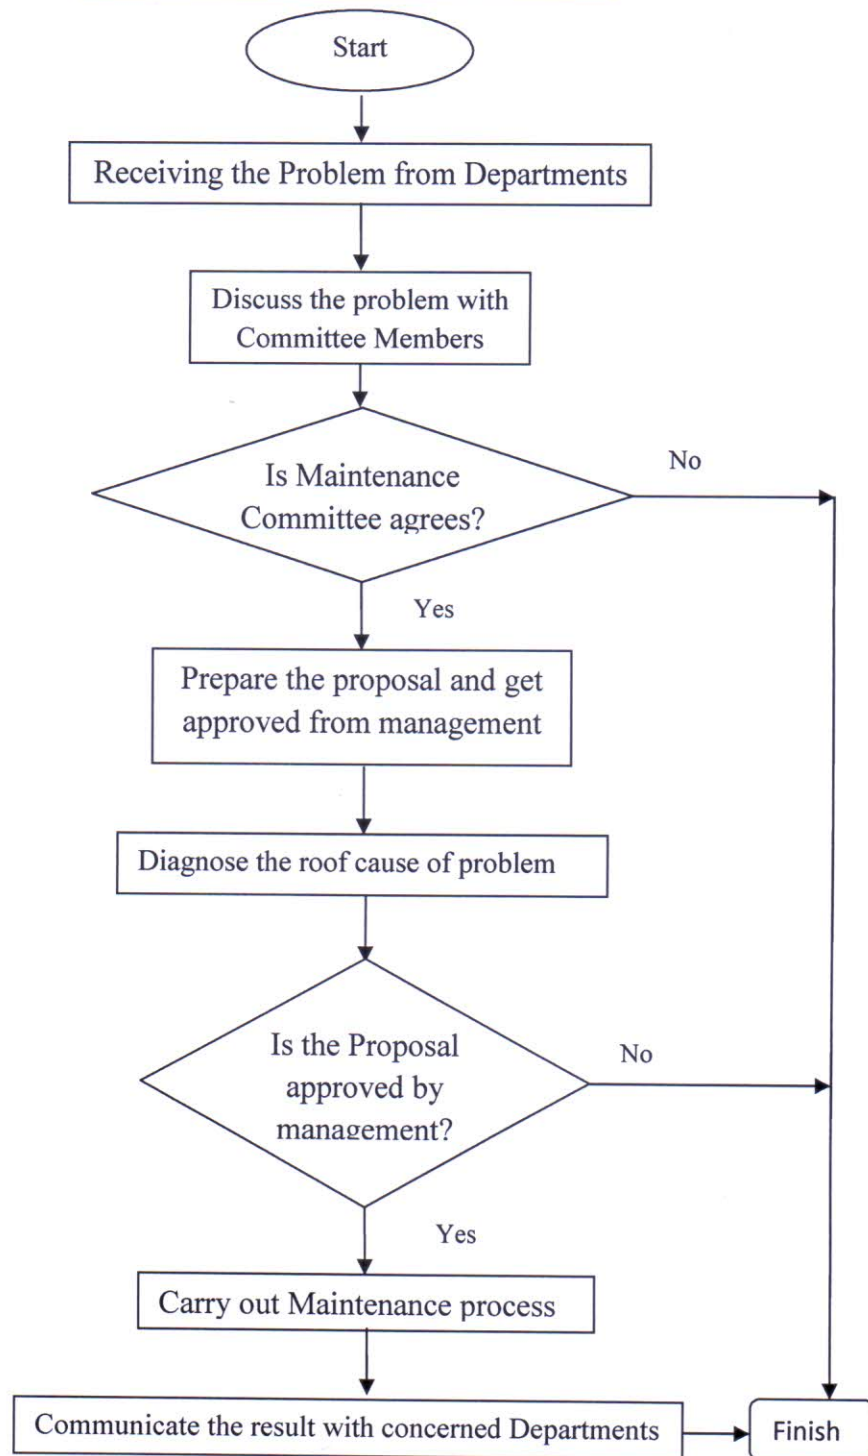 Start
Receiving the Problem from Departments
Discuss the problem with
Committee Members
Is Maintenance
Committee agrees?
No
Yes
Prepare the proposal and get
approved from management
Diagnose the roof cause of problem
Is the Proposal
approved by
management?
No
Yes
Carry out Maintenance process
Communicate the result with concerned Departments
Finish